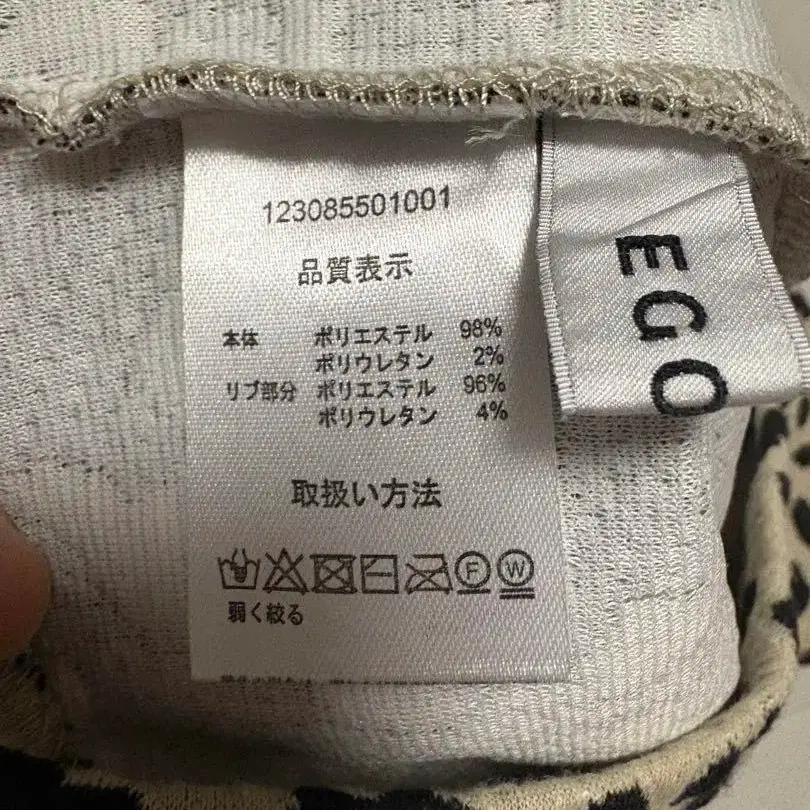 123085501001
品質表示
本体 ポリエステル 98%
ポリウレタン 2%
リブ部分 ポリエステル 96%
ポリウレタン 4%
取扱い方法
F W
弱く絞る
EGO